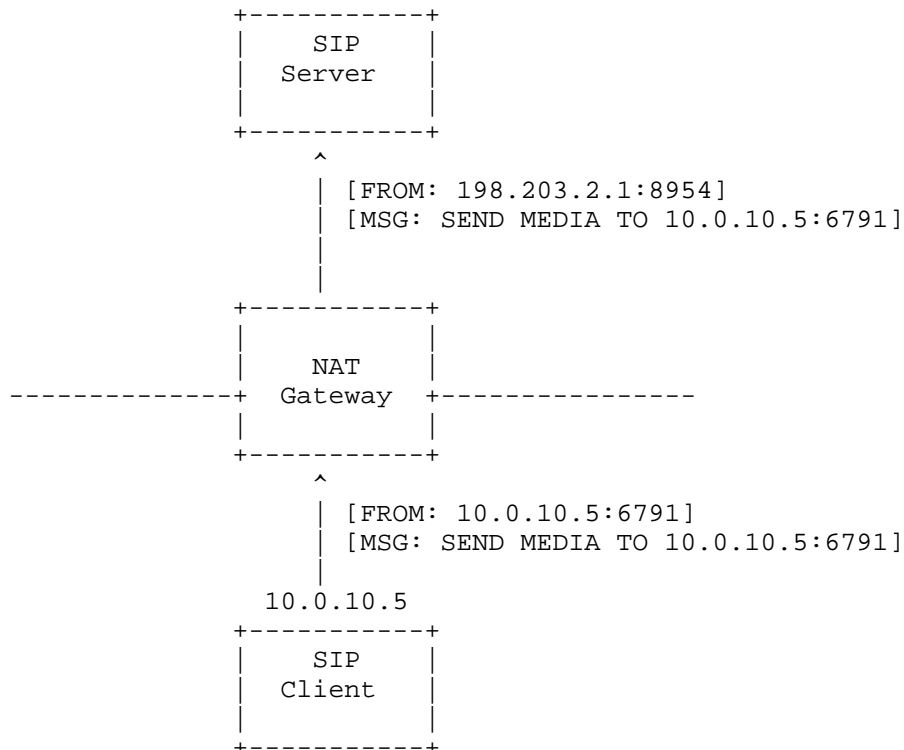 SIP
Server
[FROM: 198.203.2.1:8954]
[MSG: SEND MEDIA TO 10.0.10.5:6791]
NAT
Gateway
[FROM: 10.0.10.5:6791]
[MSG: SEND MEDIA TO 10.0.10.5:6791]
10.0.10.5
SIP
Client